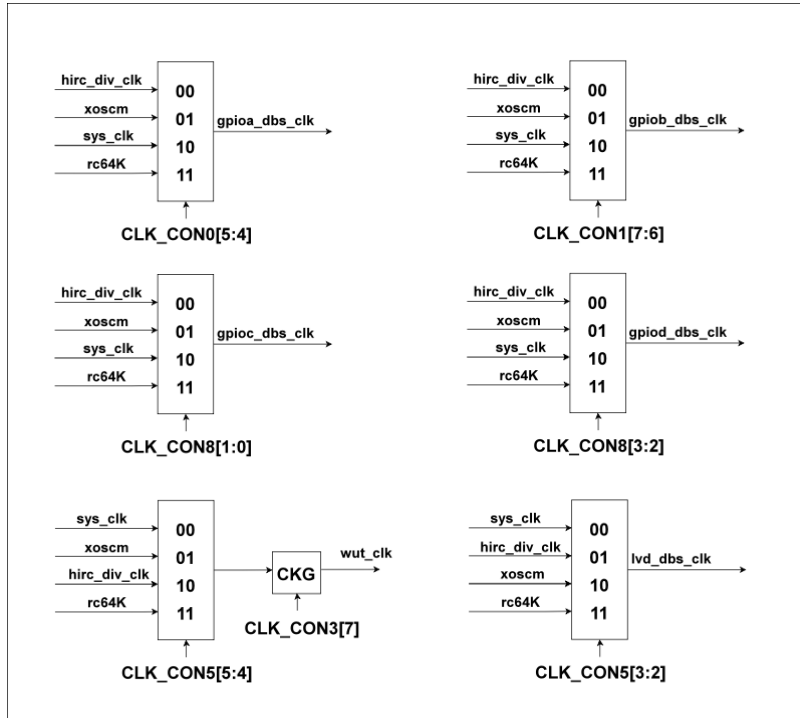 hirc_div_clk
xoscm
sys_clk
rc64K
00
01
10
11
gpioa_dbs_clk
CLK_CON0[5:4]
hirc_div_clk
xoscm
sys_clk
rc64K
00
01
10
11
gpiob_dbs_clk
CLK_CON1[7:6]
hirc_div_clk
xoscm
sys_clk
rc64K
00
01
10
11
gpioc_dbs_clk
CLK_CON8[1:0]
hirc_div_clk
xoscm
sys_clk
rc64K
00
01
10
11
gpiod_dbs_clk
CLK_CON8[3:2]
sys_clk
xoscm
hirc_div_clk
rc64K
00
01
10
11
CKG
wut_clk
CLK_CON3[7]
CLK_CON5[5:4]
sys_clk
hirc_div_clk
xoscm
rc64K
00
01
10
11
lvd_dbs_clk
CLK_CON5[3:2]